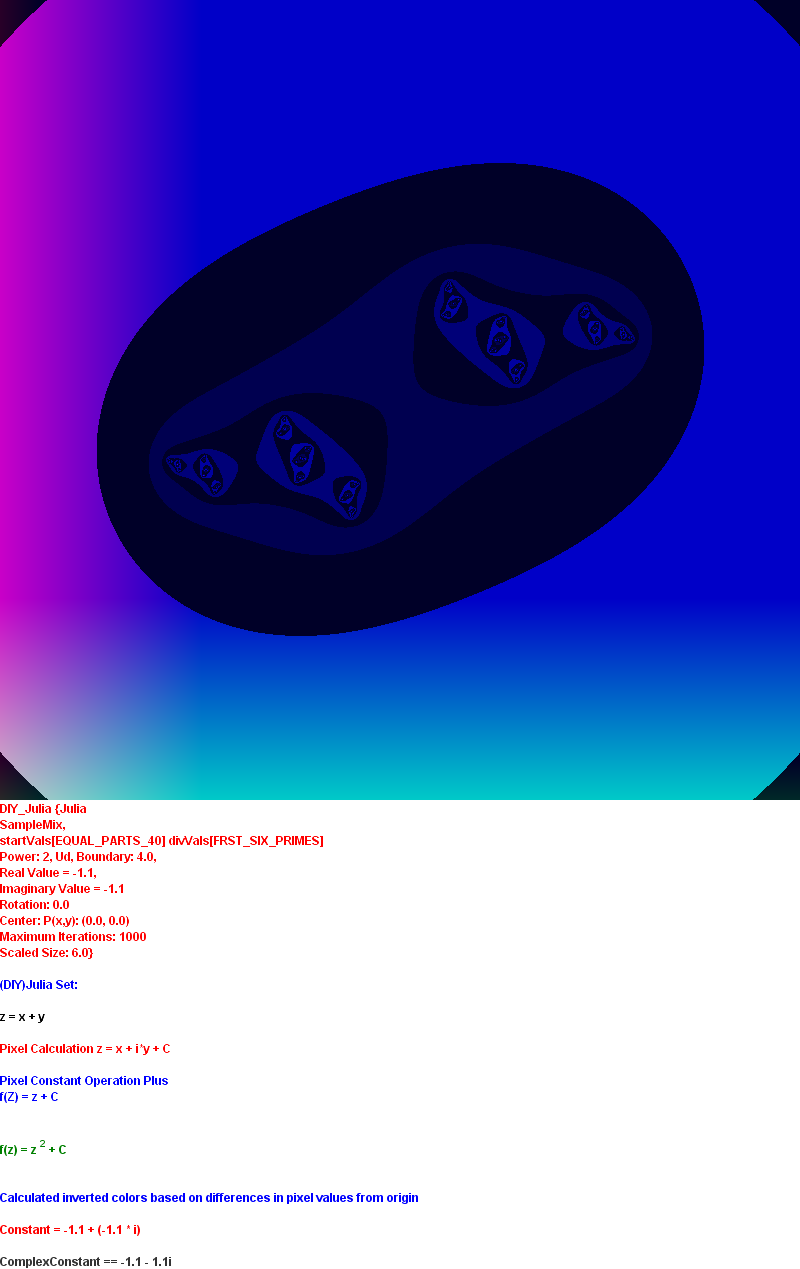 DIY_Julia {Julia
SampleMix,
startVals[EQUAL_PARTS_40] divVals[FRST_SIX_PRIMES]
Power: 2, Ud, Boundary: 4.0,
Real Value = -1.1,
Imaginary Value = -1.1
Rotation: 0.0
Center: P(x,y): (0.0, 0.0)
Maximum Iterations: 1000
Scaled Size: 6.0}
(DIY)Julia Set:
z = x + y
Pixel Calculation z = x + i*y + C
Pixel Constant Operation Plus
f(Z) = z + C
f(z) = z 2 + C
Calculated inverted colors based on differences in pixel values from origin
Constant = -1.1 + (-1.1 * i)
ComplexConstant == -1.1 - 1.1i